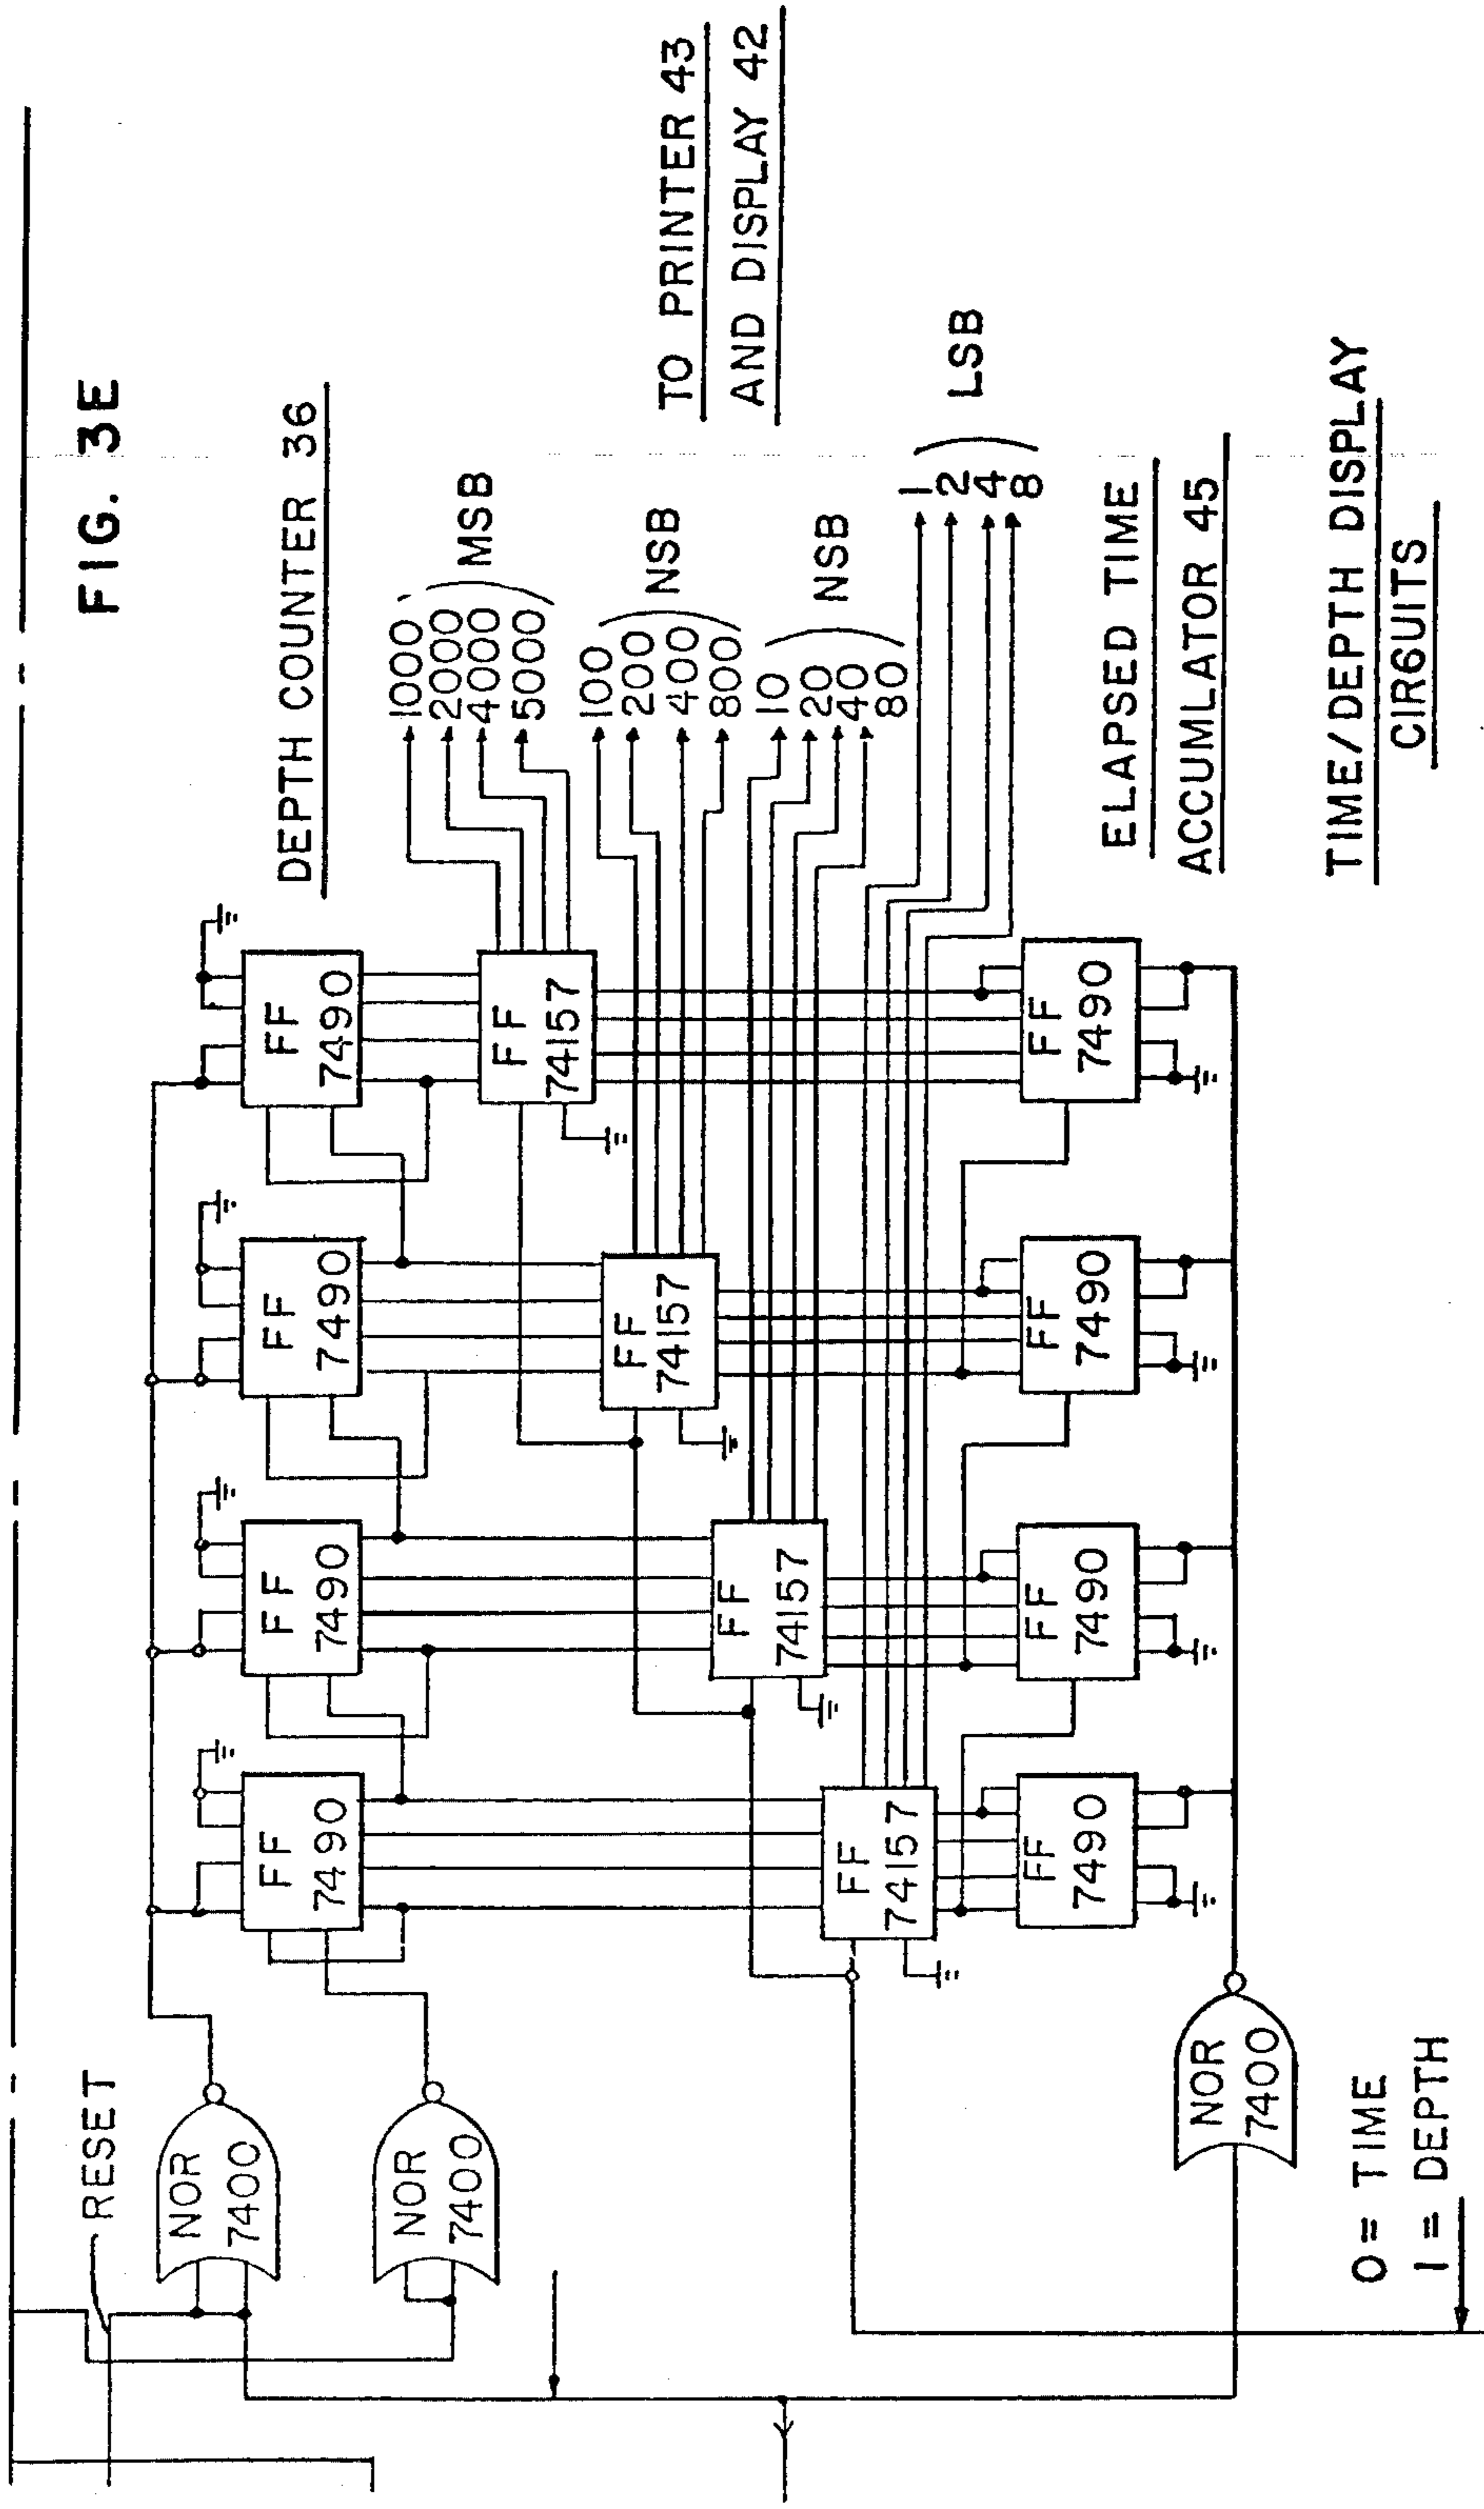 FIG. 3E
RESET
DEPTH COUNTER 36
NOR
7400
FF
7490
FF
7490
FF
7490
FF
7490
NOR
7400
1000
2000
4000
5000
MSB
FF
74157
100
200
400
800
NSB
TO PRINTER 43
AND DISPLAY 42
FF
74157
10
20
40
80
NSB
FF
74157
1
2
4
8
LSB
FF
74157
FF
7490
FF
7490
FF
7490
FF
7490
ELAPSED TIME
ACCUMLATOR 45
NOR
7400
0 = TIME
1 = DEPTH
TIME/DEPTH DISPLAY
CIR6UITS